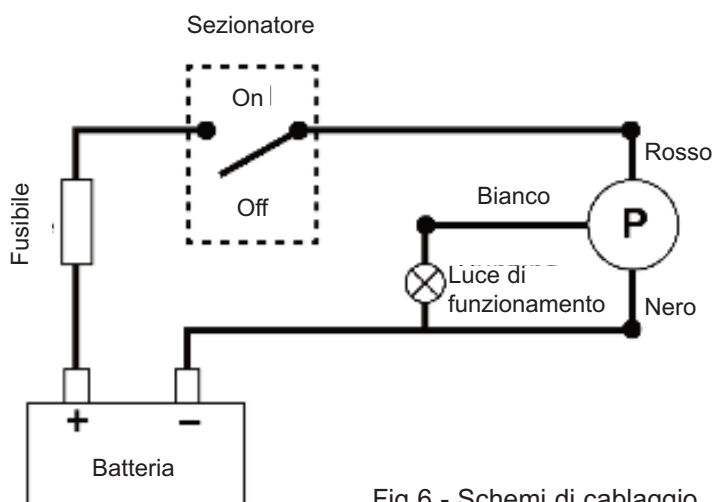 Sezionatore
On
Off
Fusibile
Rosso
Bianco
P
Luce di
funzionamento
Nero
+ −
Batteria
Fig 6 - Schemi di cablaggio